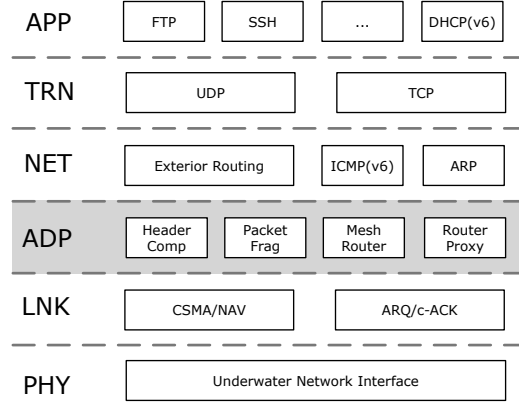 APP FTP SSH ... DHCP(v6)
TRN UDP TCP
NET Exterior Routing ICMP(v6) ARP
ADP
Header Comp
Packet Frag
Mesh Router
Router Proxy
LNK CSMA/NAV ARQ/c-ACK
PHY Underwater Network Interface